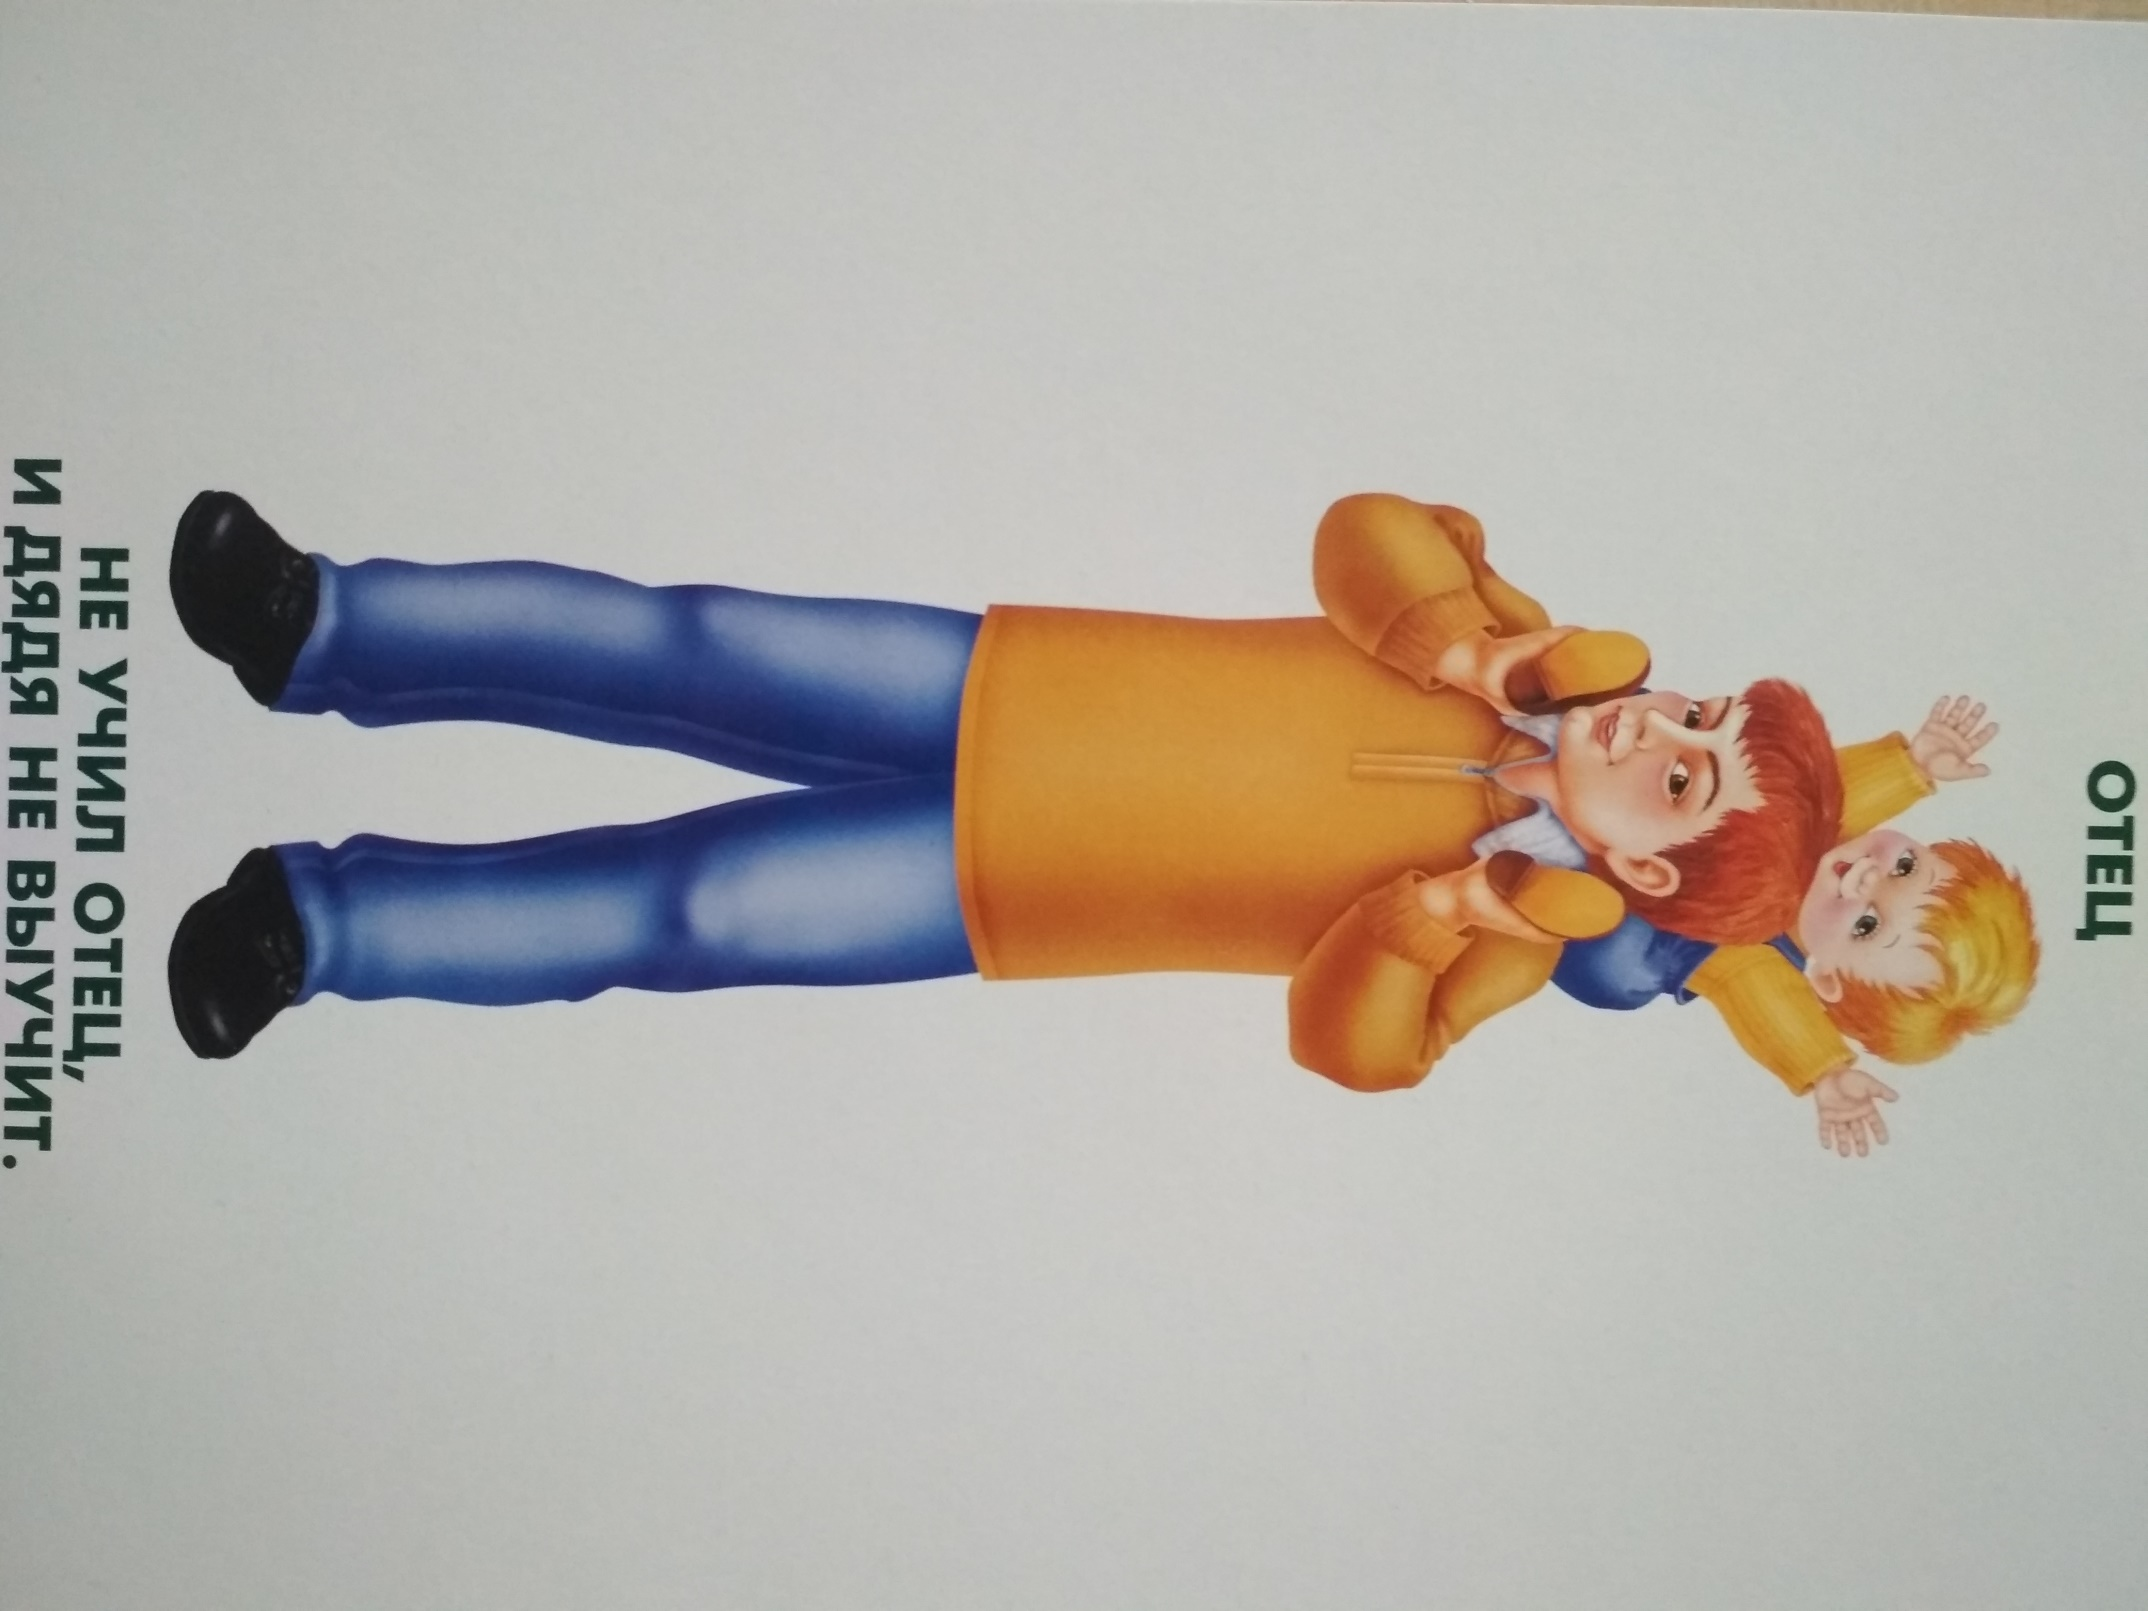 ОТЕЦ
НЕ УЧИЛ ОТЕЦ,
И ДЯДЯ НЕ ВЫУЧИТ.